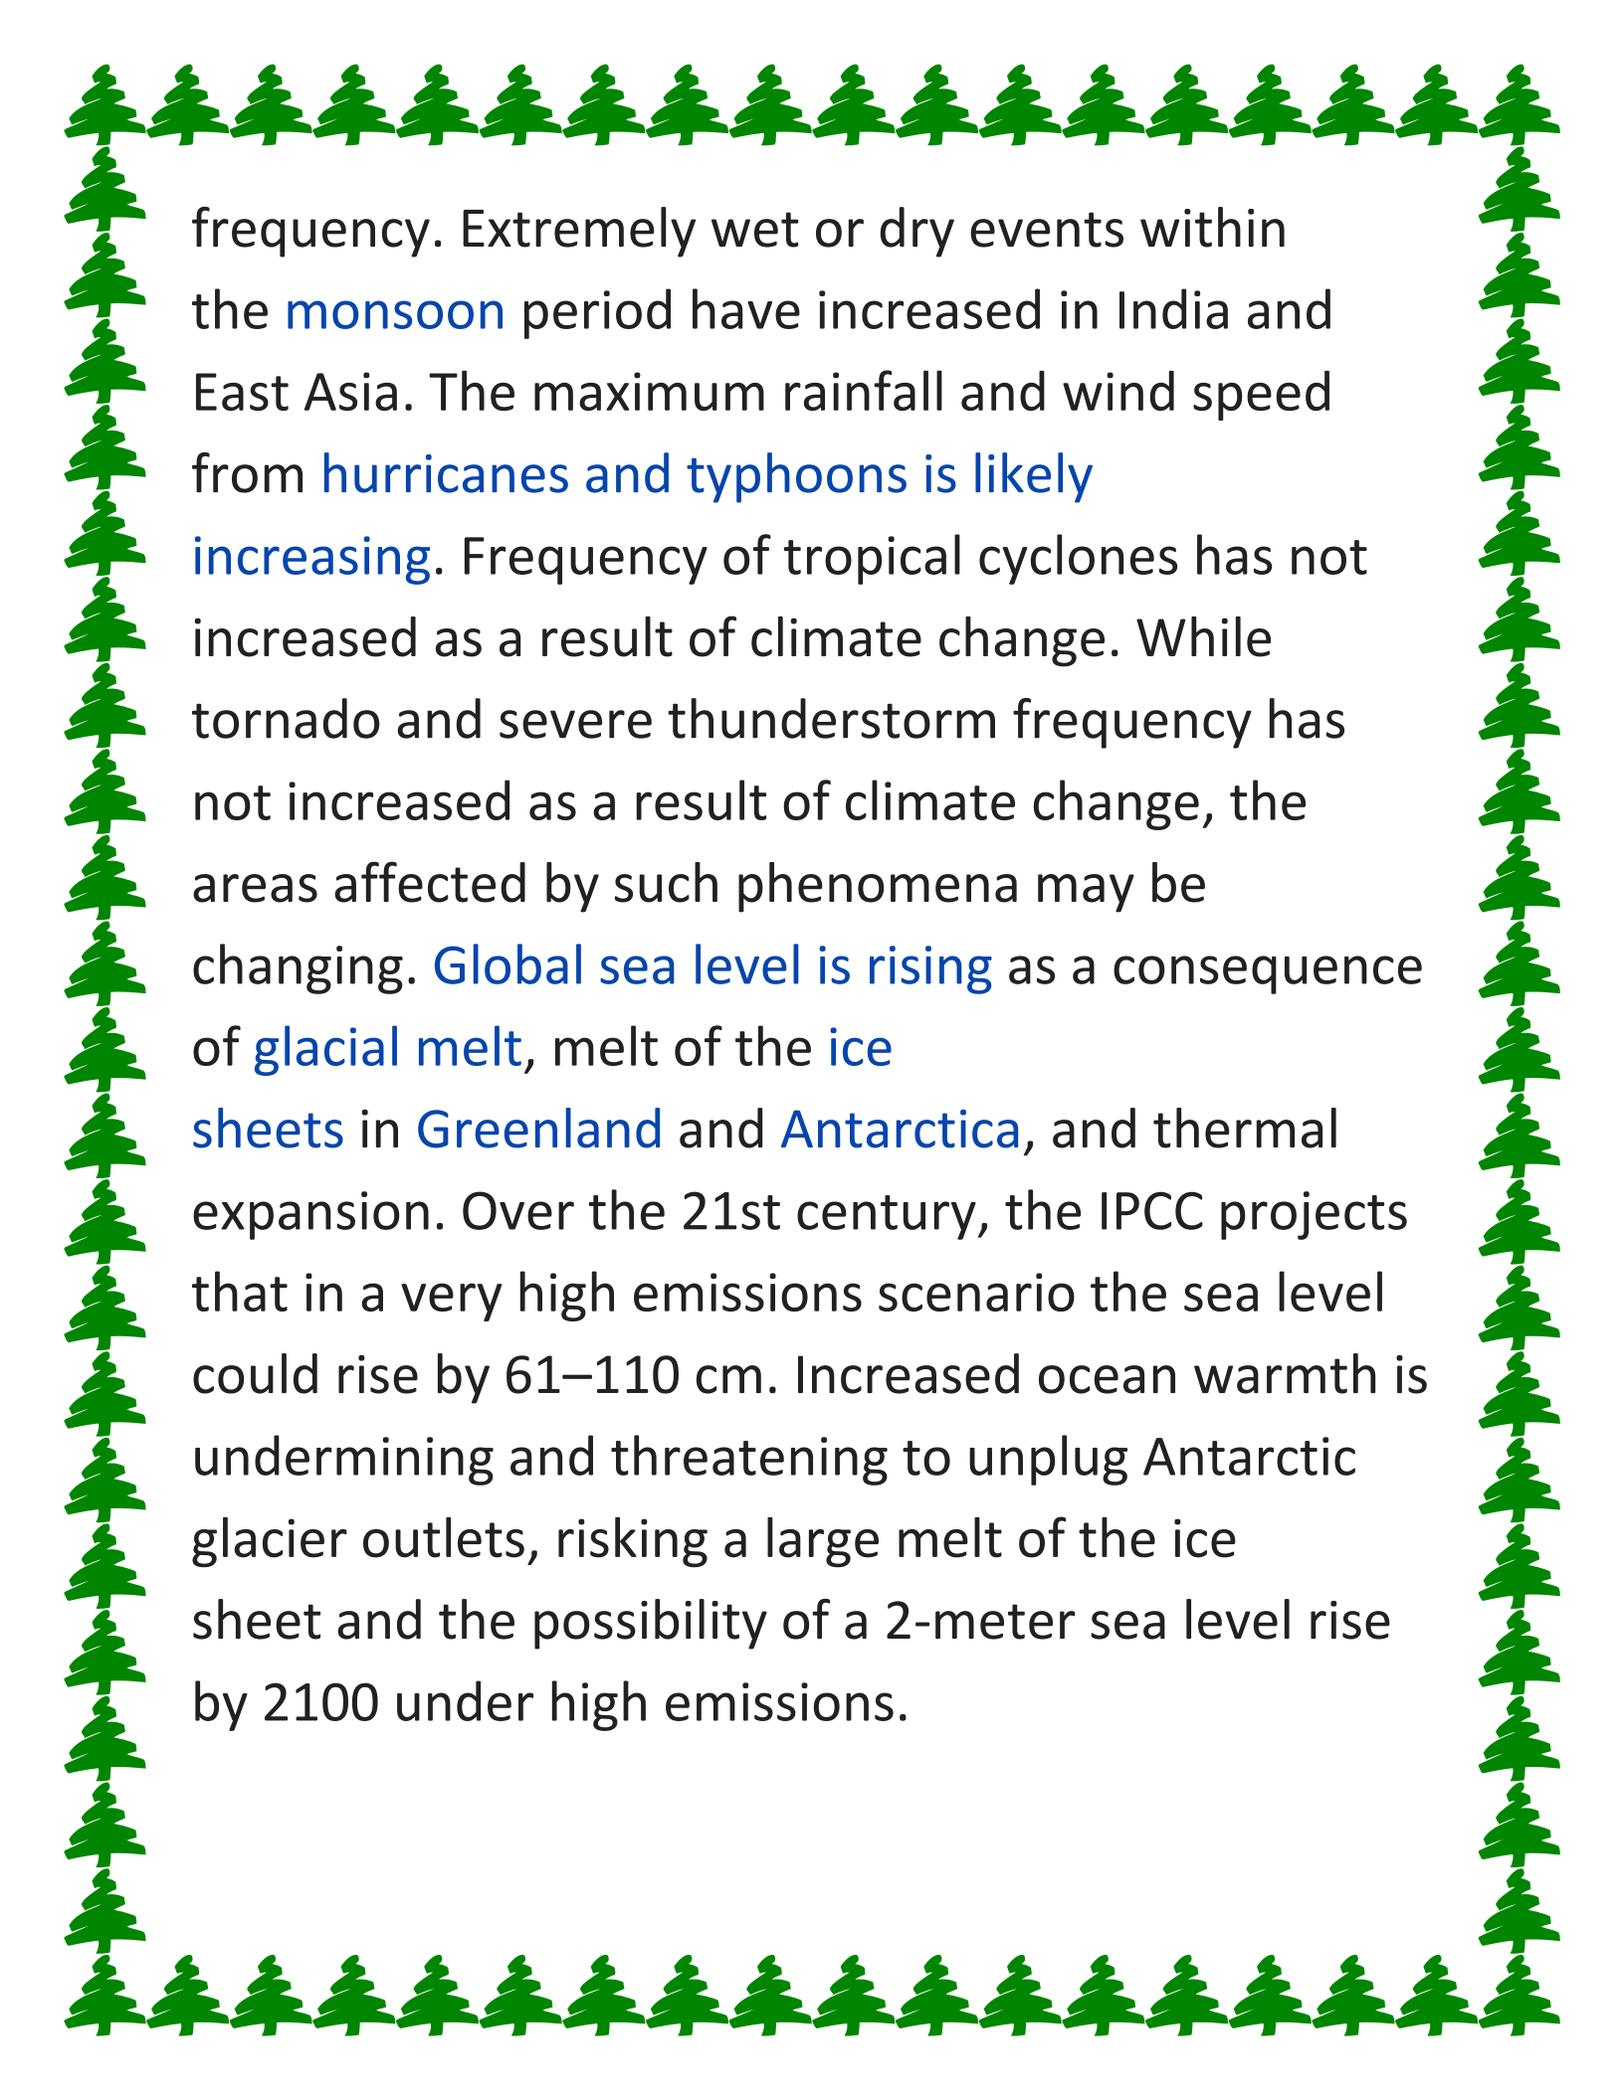 frequency. Extremely wet or dry events within
the monsoon period have increased in India and
East Asia. The maximum rainfall and wind speed
from hurricanes and typhoons is likely
increasing. Frequency of tropical cyclones has not
increased as a result of climate change. While
tornado and severe thunderstorm frequency has
not increased as a result of climate change, the
areas affected by such phenomena may be
changing. Global sea level is rising as a consequence
of glacial melt, melt of the ice
sheets in Greenland and Antarctica, and thermal
expansion. Over the 21st century, the IPCC projects
that in a very high emissions scenario the sea level
could rise by 61–110 cm. Increased ocean warmth is
undermining and threatening to unplug Antarctic
glacier outlets, risking a large melt of the ice
sheet and the possibility of a 2-meter sea level rise
by 2100 under high emissions.